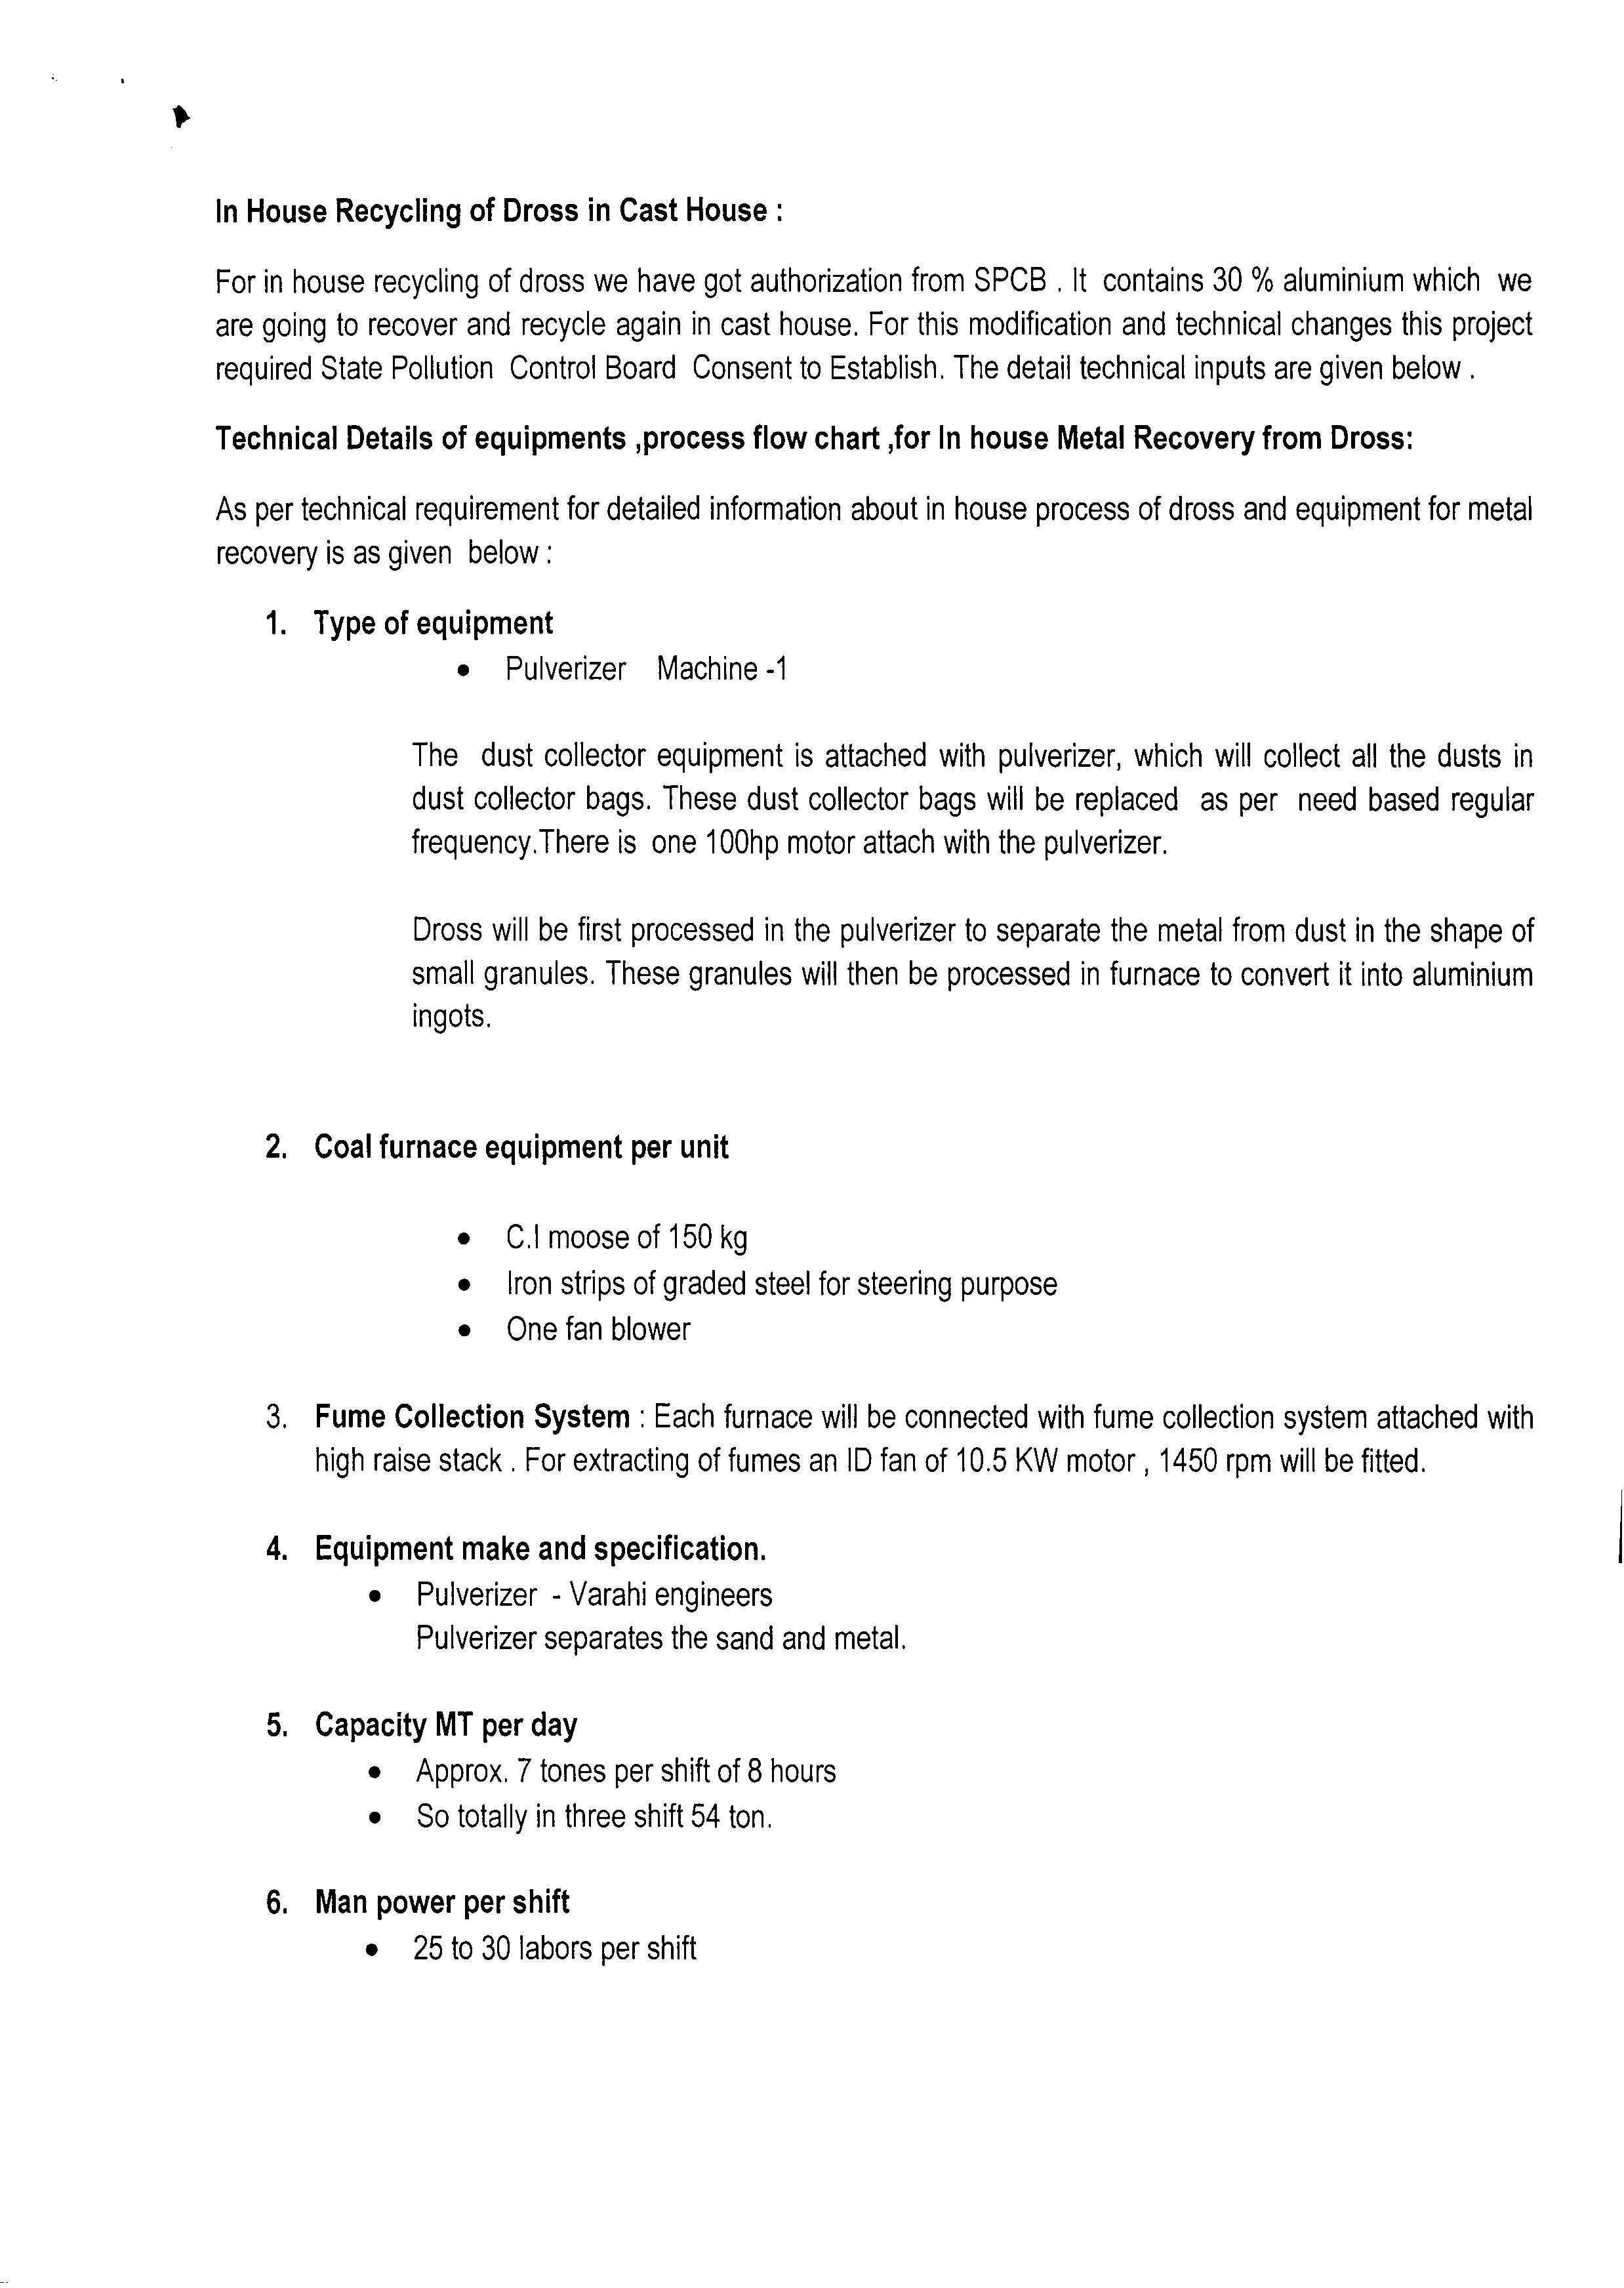 In House Recycling of Dross in Cast House :
For in house recycling of dross we have got authorization from SPCB . It contains 30 % aluminium which we
are going to recover and recycle again in cast house. For this modification and technical changes this project
required State Pollution Control Board Consent to Establish. The detail technical inputs are given below .
Technical Details of equipments ,process flow chart ,for In house Metal Recovery from Dross:
As per technical requirement for detailed information about in house process of dross and equipment for metal
recovery is as given below :
1. Type of equipment
• Pulverizer Machine -1
The dust collector equipment is attached with pulverizer, which will collect all the dusts in
dust collector bags. These dust collector bags will be replaced as per need based regular
frequency.There is one 100hp motor attach with the pulverizer.
Dross will be first processed in the pulverizer to separate the metal from dust in the shape of
small granules. These granules will then be processed in furnace to convert it into aluminium
ingots.
2. Coal furnace equipment per unit
• C.I moose of 150 kg
• Iron strips of graded steel for steering purpose
• One fan blower
3. Fume Collection System : Each furnace will be connected with fume collection system attached with
high raise stack . For extracting of fumes an ID fan of 10.5 KW motor , 1450 rpm will be fitted.
4. Equipment make and specification.
• Pulverizer - Varahi engineers
Pulverizer separates the sand and metal.
5. Capacity MT per day
• Approx. 7 tones per shift of 8 hours
• So totally in three shift 54 ton.
6. Man power per shift
• 25 to 30 labors per shift